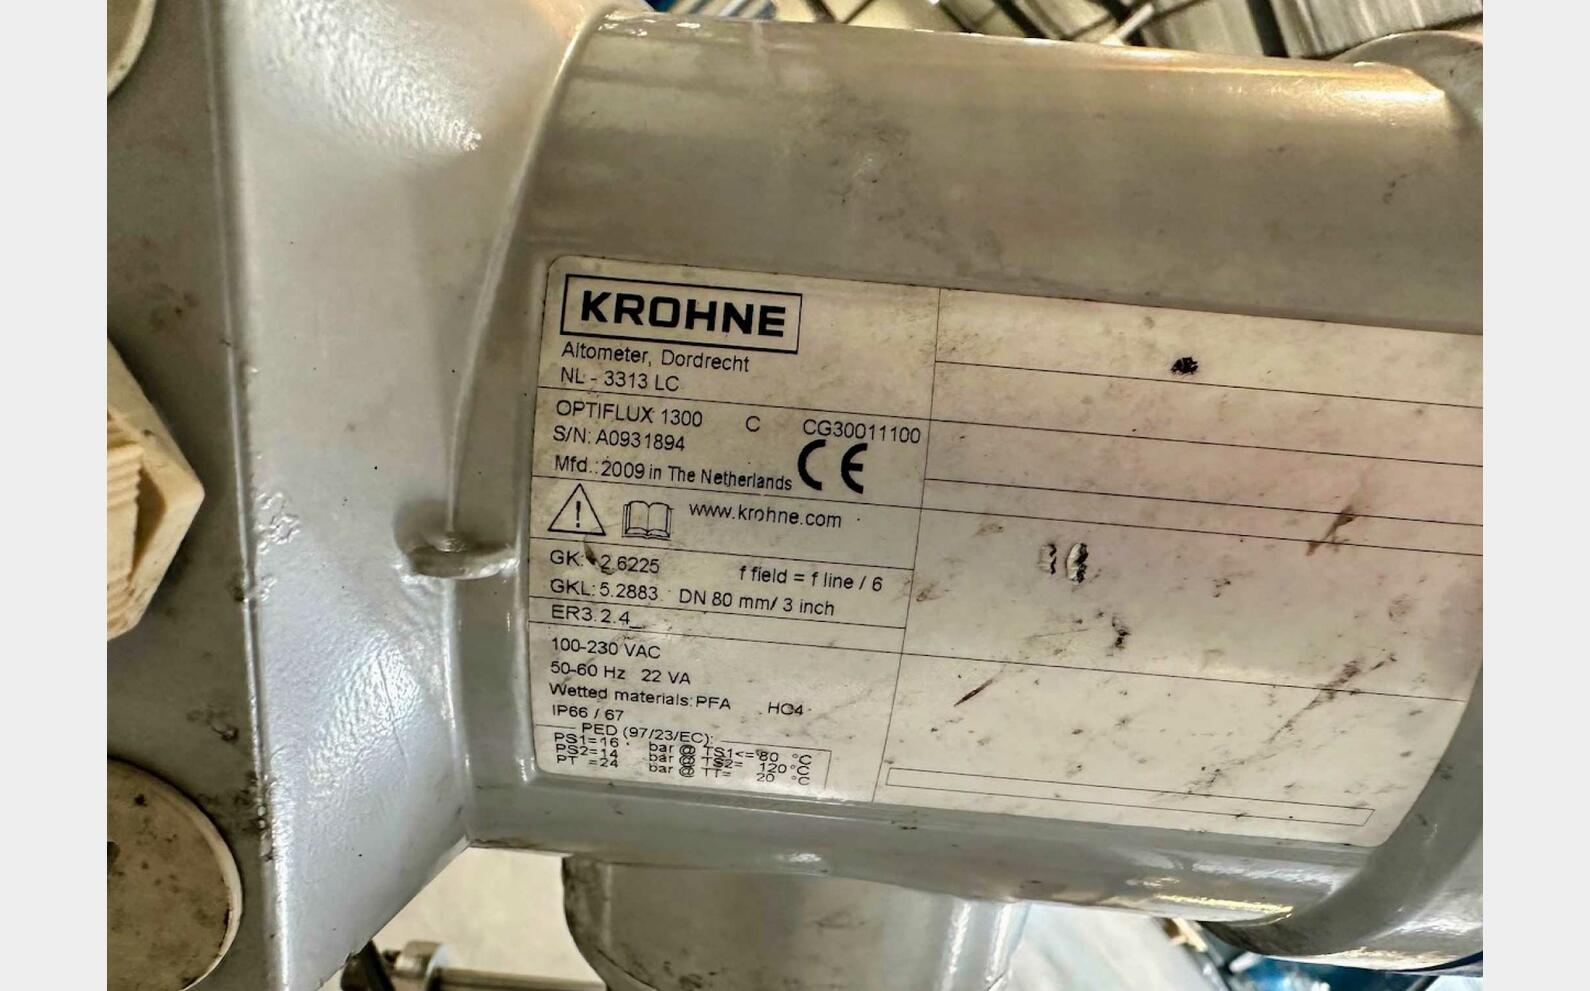 KROHNE
Altometer, Dordrecht
NL - 3313 LC
OPTIFLUX 1300 C CG30011100
S/N: A0931894
Mfd.: 2009 in The Netherlands CE
www.krohne.com
GK: 2.6225 f field = f line / 6
GKL: 5.2883 DN 80 mm/ 3 inch
ER3.2.4_
100-230 VAC
50-60 Hz 22 VA
Wetted materials: PFA HC4
IP66 / 67
PED (97/23/EC):
PS1=16 bar @ TS1<= 80 °C
PS2=14 bar @ TS2= 120 °C
PT =24 bar @ TT= 20 °C